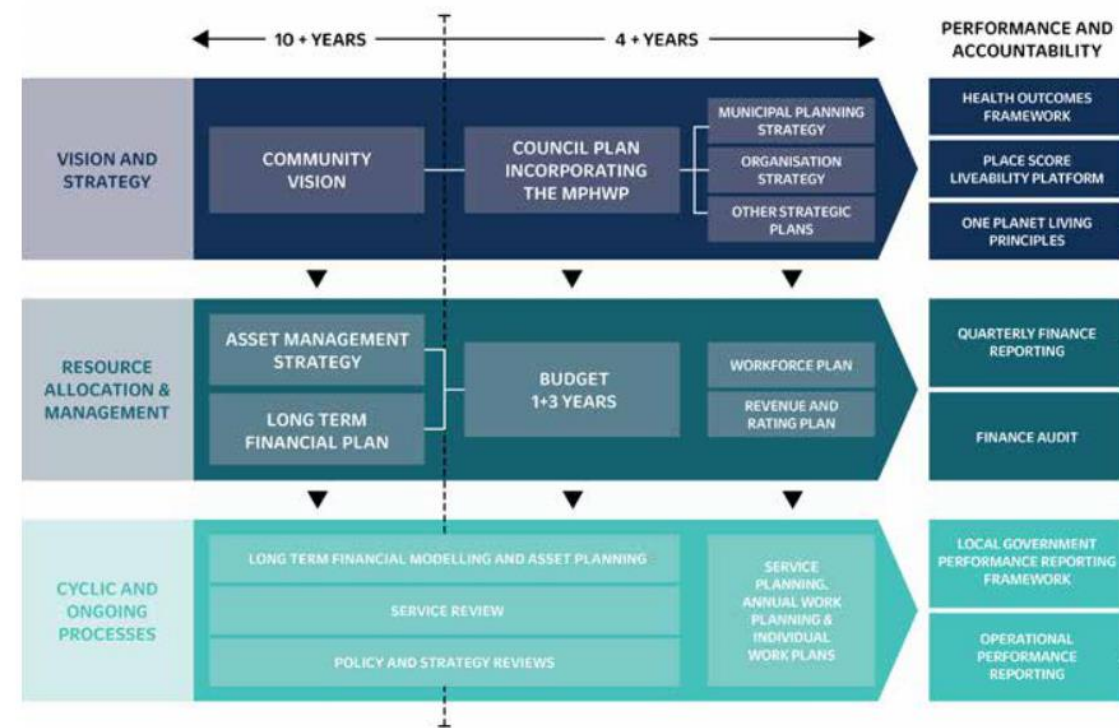 10 + YEARS
4 + YEARS
PERFORMANCE AND
ACCOUNTABILITY
VISION AND
STRATEGY
COMMUNITY
VISION
COUNCIL PLAN
INCORPORATING
THE MPHWP
MUNICIPAL PLANNING
STRATEGY
ORGANISATION
STRATEGY
OTHER STRATEGIC
PLANS
HEALTH OUTCOMES
FRAMEWORK
PLACE SCORE
LIVEABILITY PLATFORM
ONE PLANET LIVING
PRINCIPLES
RESOURCE
ALLOCATION &
MANAGEMENT
ASSET MANAGEMENT
STRATEGY
LONG TERM
FINANCIAL PLAN
BUDGET
1+3 YEARS
WORKFORCE PLAN
REVENUE AND
RATING PLAN
QUARTERLY FINANCE
REPORTING
FINANCE AUDIT
CYCLIC AND
ONGOING
PROCESSES
LONG TERM FINANCIAL MODELLING AND ASSET PLANNING
SERVICE REVIEW
POLICY AND STRATEGY REVIEWS
SERVICE
PLANNING,
ANNUAL WORK
PLANNING &
INDIVIDUAL
WORK PLANS
LOCAL GOVERNMENT
PERFORMANCE REPORTING
FRAMEWORK
OPERATIONAL
PERFORMANCE
REPORTING